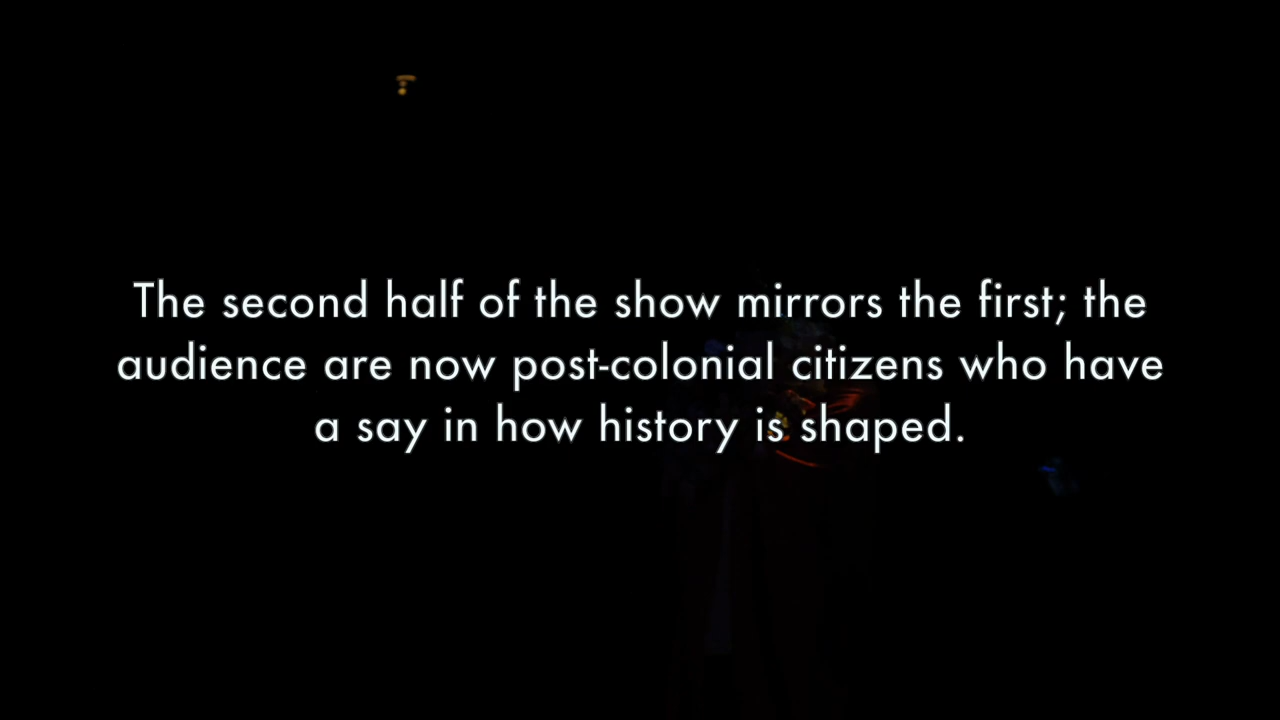 The second half of the show mirrors the first; the
audience are now post-colonial citizens who have
a say in how history is shaped.